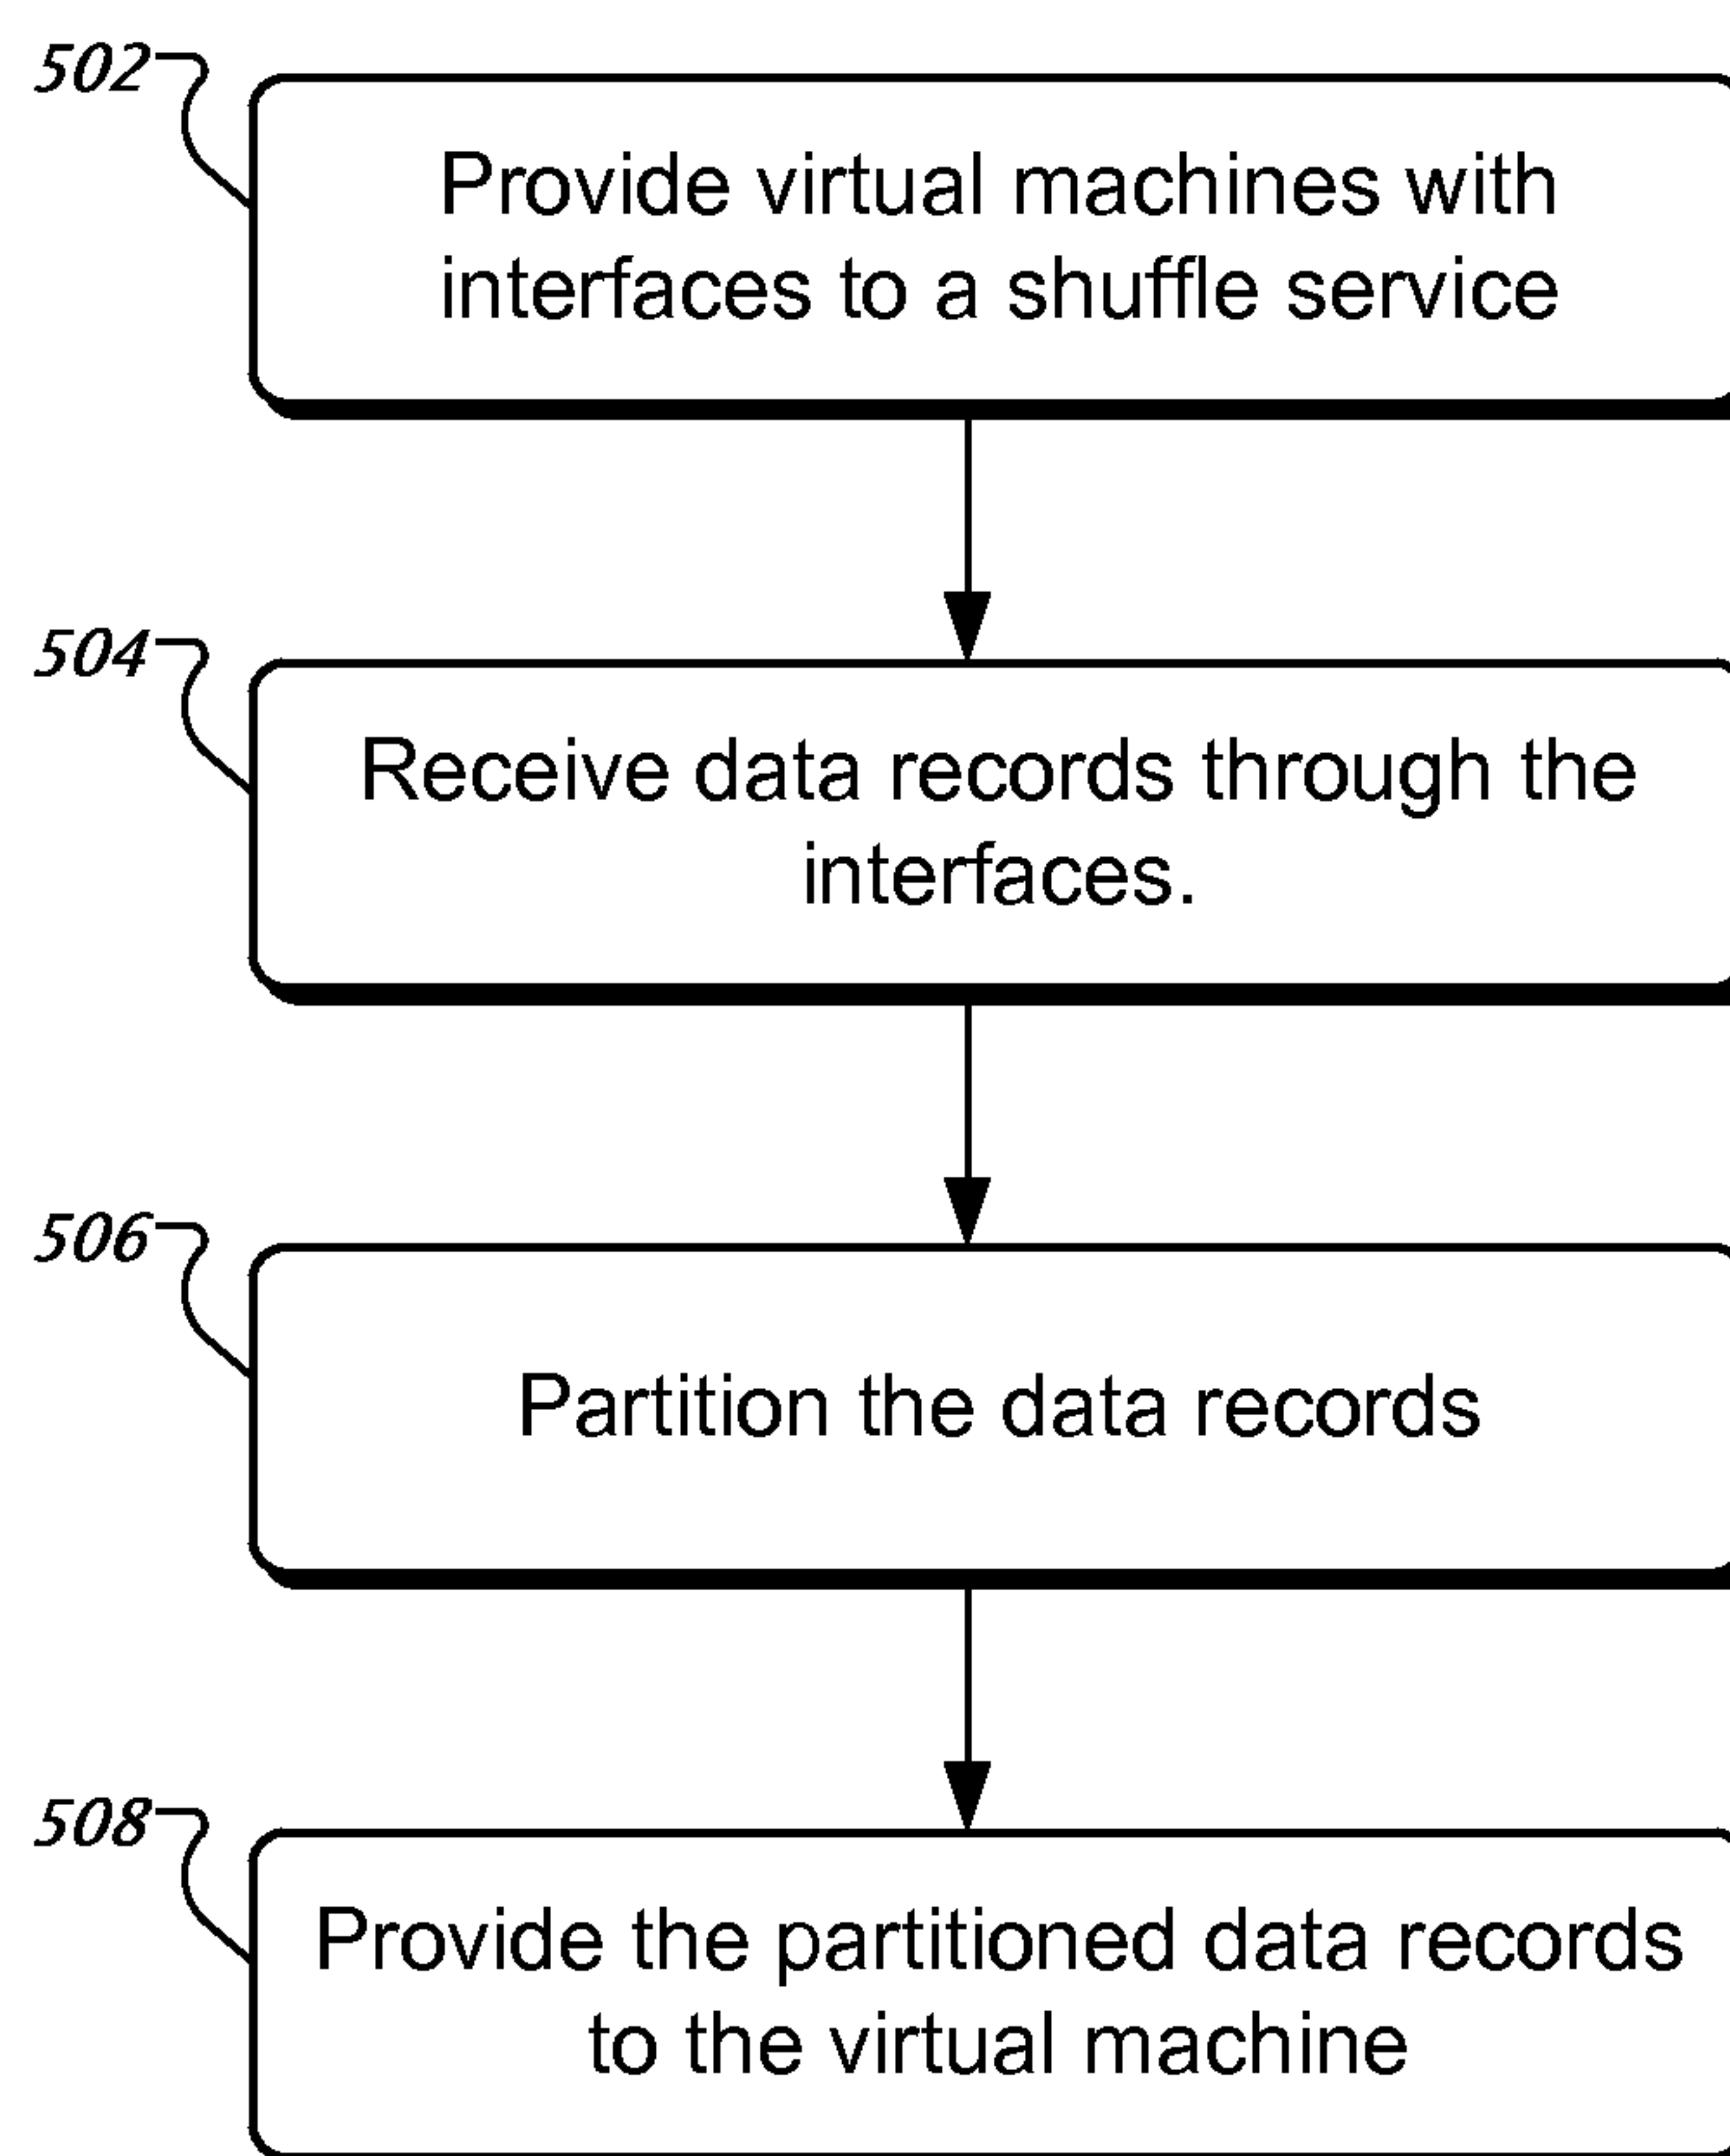 502
Provide virtual machines with
interfaces to a shuffle service
504
Receive data records through the
interfaces.
506
Partition the data records
508
Provide the partitioned data records
to the virtual machine